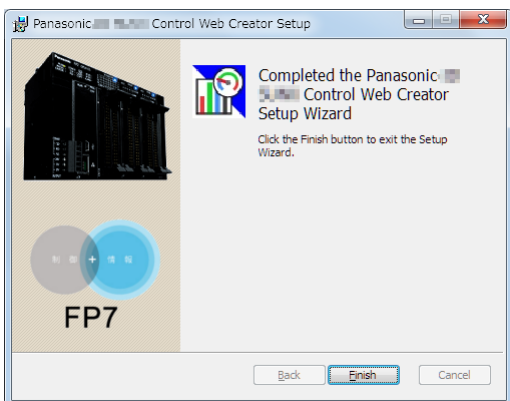 Panasonic Control Web Creator Setup
Completed the Panasonic
Control Web Creator
Setup Wizard
Click the Finish button to exit the Setup
Wizard.
制 御 + 情 報
FP7
Back
Finish
Cancel